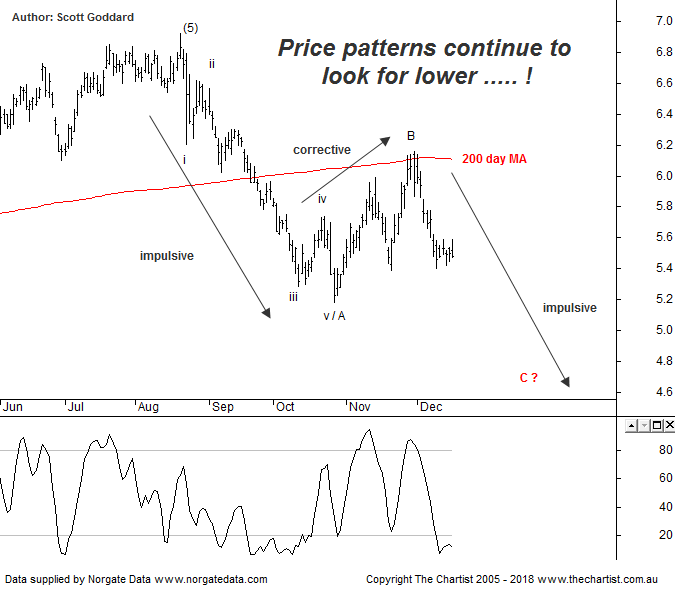 Author: Scott Goddard
Price patterns continue to
look for lower ..... !
(5)
ii
i
impulsive
corrective
B
200 day MA
iv
iii
v / A
impulsive
C ?
7.0
6.8
6.6
6.4
6.2
6.0
5.8
5.6
5.4
5.2
5.0
4.8
4.6
Jun
Jul
Aug
Sep
Oct
Nov
Dec
80
60
40
20
Data supplied by Norgate Data www.norgatedata.com
Copyright The Chartist 2005 - 2018 www.thechartist.com.au